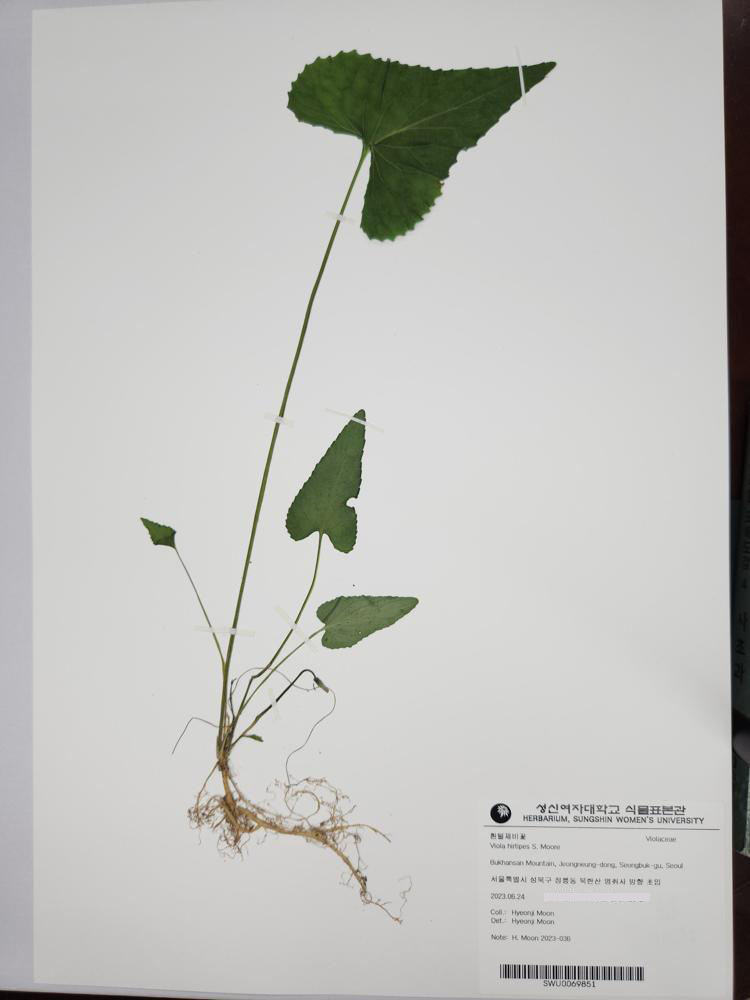 성신여자대학교 식물표본관
HERBARIUM, SUNGSHIN WOMEN'S UNIVERSITY
흰털제비꽃 Violaceae
Viola hirtipes S. Moore
Bukhansan Mountain, Jeongneung-dong, Seongbuk-gu, Seoul
서울특별시 성북구 정릉동 북한산 영취사 방향 초입
2023.06.24
Coll.: Hyeonji Moon
Det.: Hyeonji Moon
Note: H. Moon 2023-036
SWU0069851